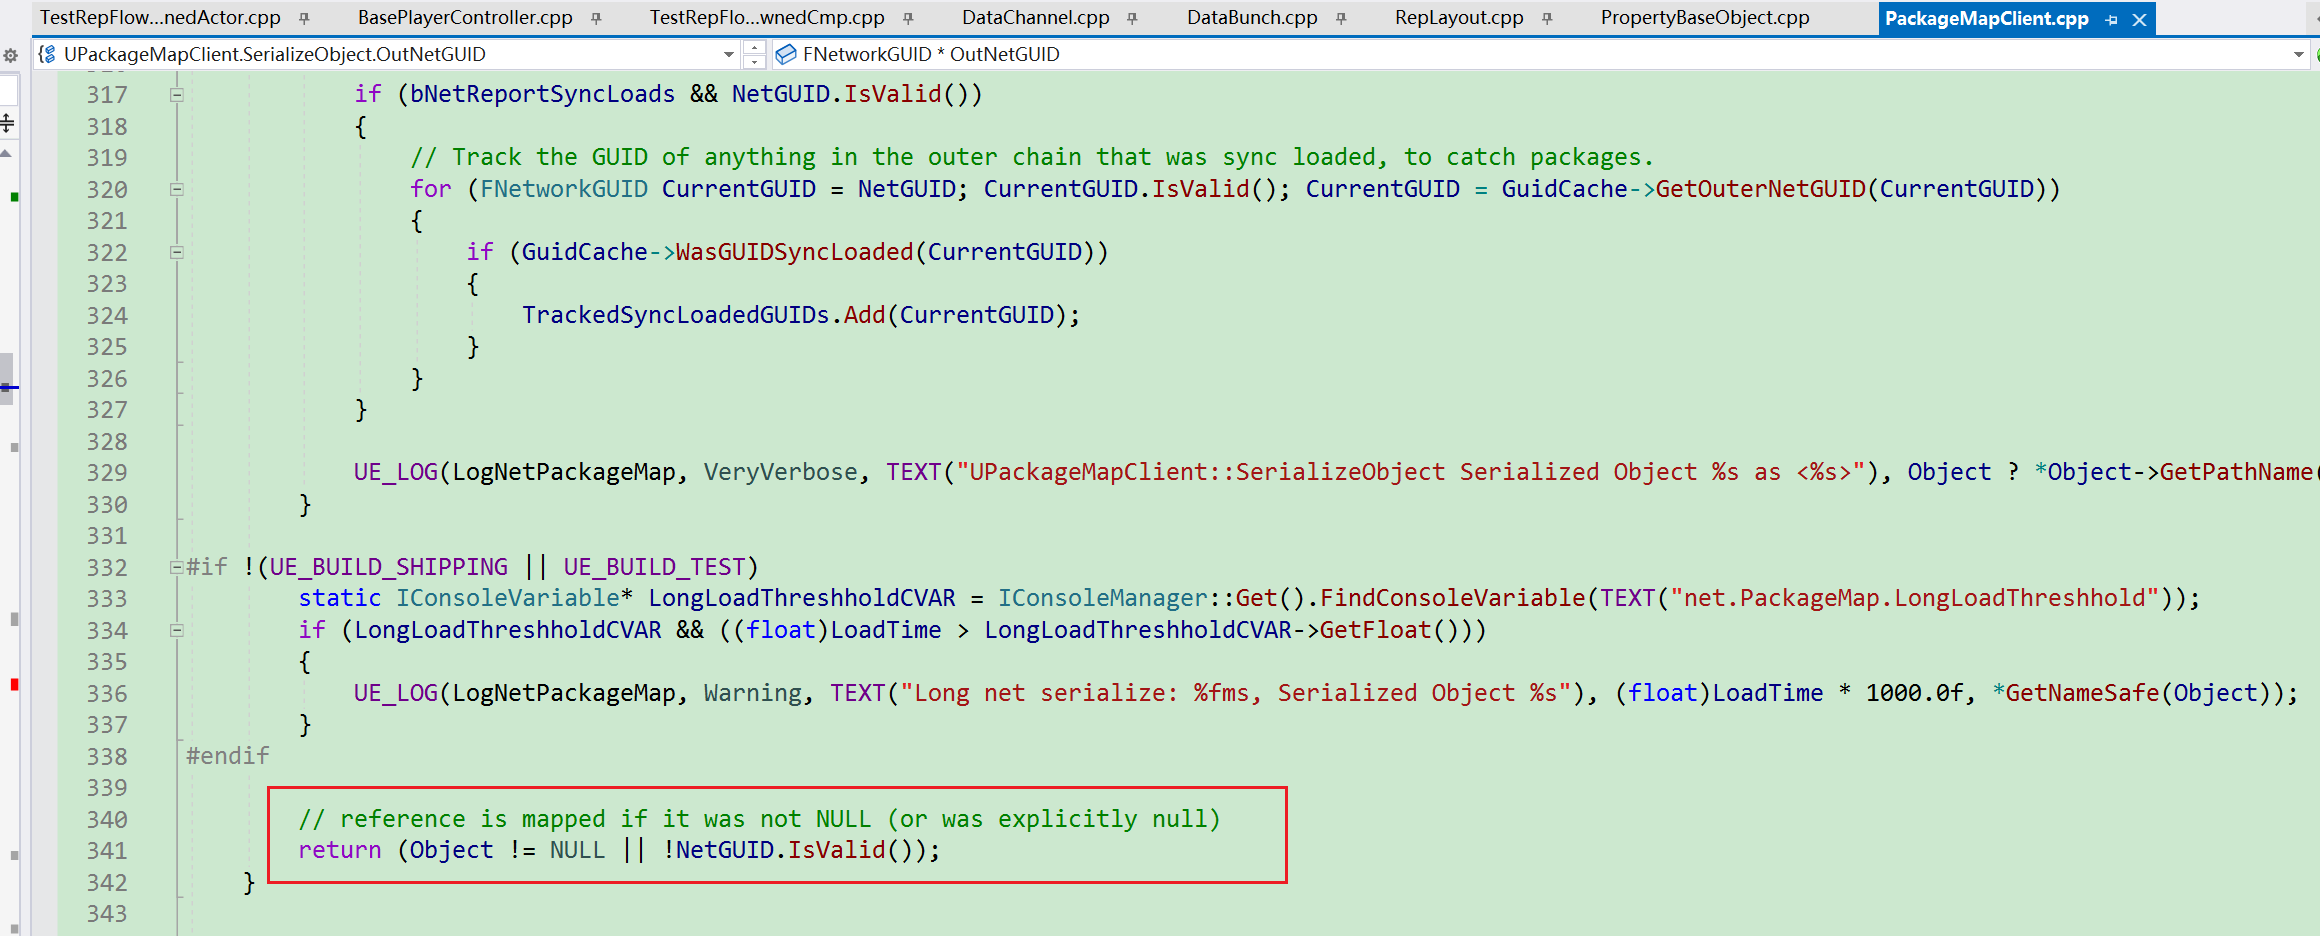 TestRepFlow...nedActor.cpp BasePlayerController.cpp TestRepFlo...wnedCmp.cpp DataChannel.cpp DataBunch.cpp RepLayout.cpp PropertyBaseObject.cpp PackageMapClient.cpp
UPackageMapClient.SerializeObject.OutNetGUID FNetworkGUID * OutNetGUID
317 if (bNetReportSyncLoads && NetGUID.IsValid())
318 {
319 // Track the GUID of anything in the outer chain that was sync loaded, to catch packages.
320 for (FNetworkGUID CurrentGUID = NetGUID; CurrentGUID.IsValid(); CurrentGUID = GuidCache->GetOuterNetGUID(CurrentGUID))
321 {
322 if (GuidCache->WasGUIDSyncLoaded(CurrentGUID))
323 {
324 TrackedSyncLoadedGUIDs.Add(CurrentGUID);
325 }
326 }
327 }
328
329 UE_LOG(LogNetPackageMap, VeryVerbose, TEXT("UPackageMapClient::SerializeObject Serialized Object %s as <%s>"), Object ? *Object->GetPathName(
330 }
331
332 #if !(UE_BUILD_SHIPPING || UE_BUILD_TEST)
333 static IConsoleVariable* LongLoadThreshholdCVAR = IConsoleManager::Get().FindConsoleVariable(TEXT("net.PackageMap.LongLoadThreshhold"));
334 if (LongLoadThreshholdCVAR && ((float)LoadTime > LongLoadThreshholdCVAR->GetFloat()))
335 {
336 UE_LOG(LogNetPackageMap, Warning, TEXT("Long net serialize: %fms, Serialized Object %s"), (float)LoadTime * 1000.0f, *GetNameSafe(Object));
337 }
338 #endif
339
340 // reference is mapped if it was not NULL (or was explicitly null)
341 return (Object != NULL || !NetGUID.IsValid());
342 }
343